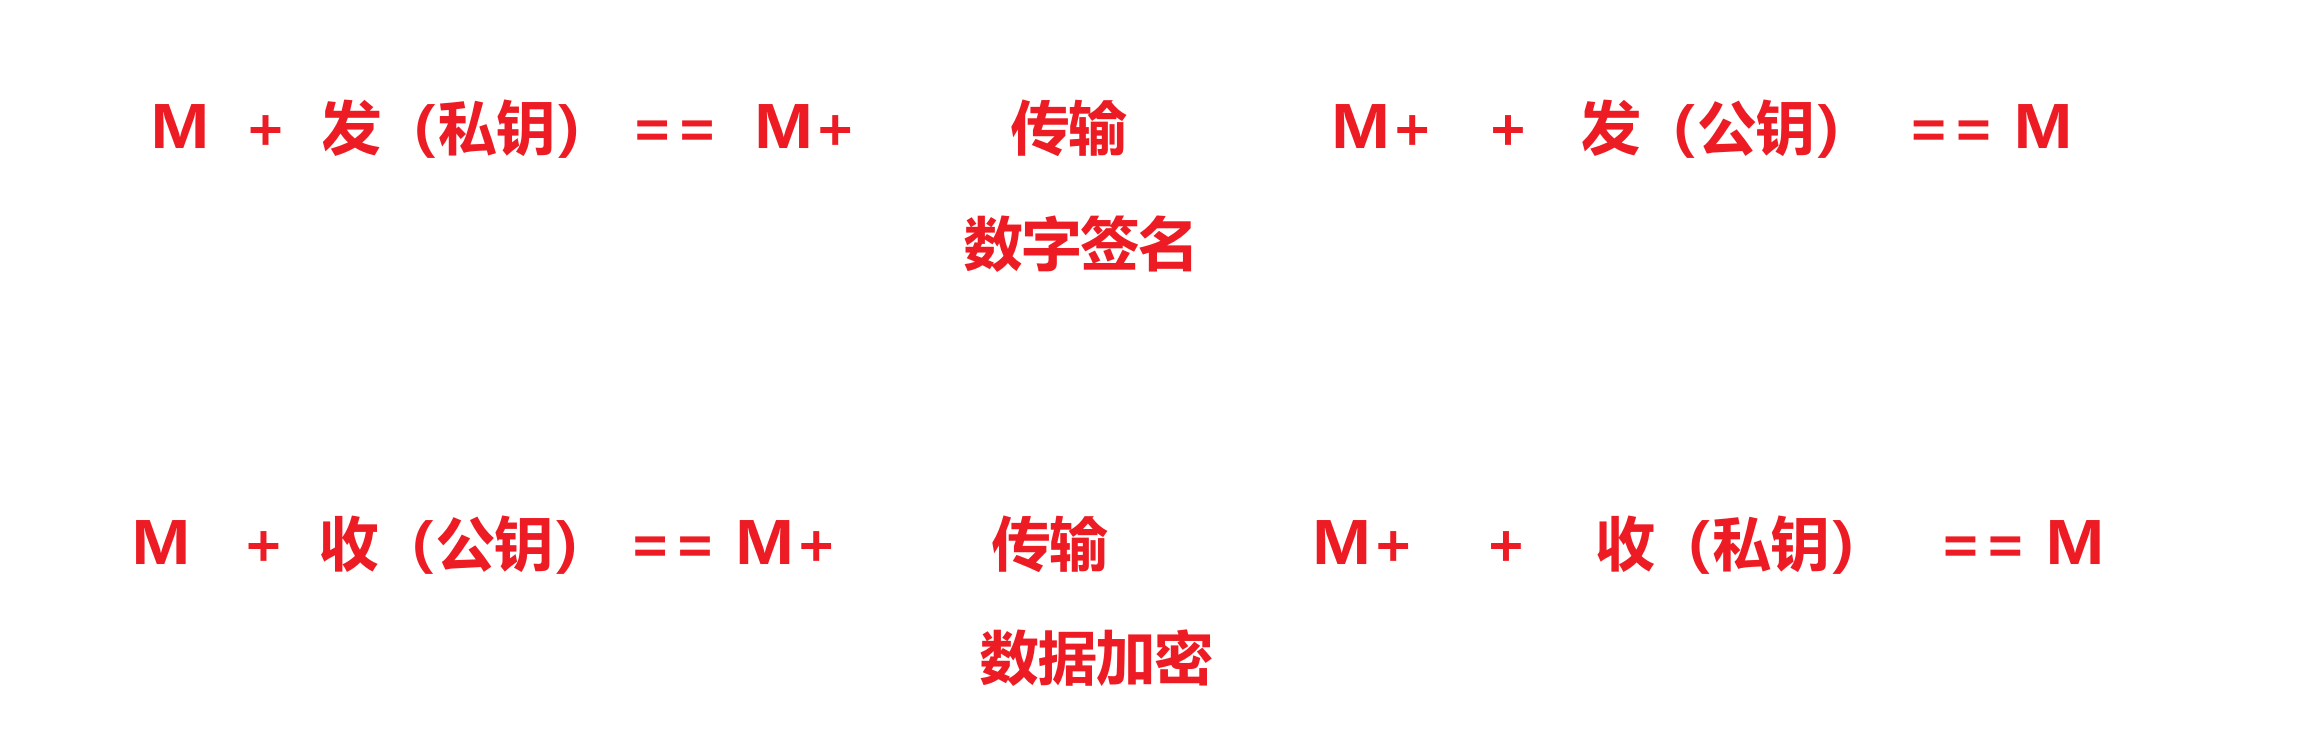 M + 发（私钥） == M+ 传输 M+ + 发（公钥） == M
数字签名
M + 收（公钥） == M+ 传输 M+ + 收（私钥） == M
数据加密